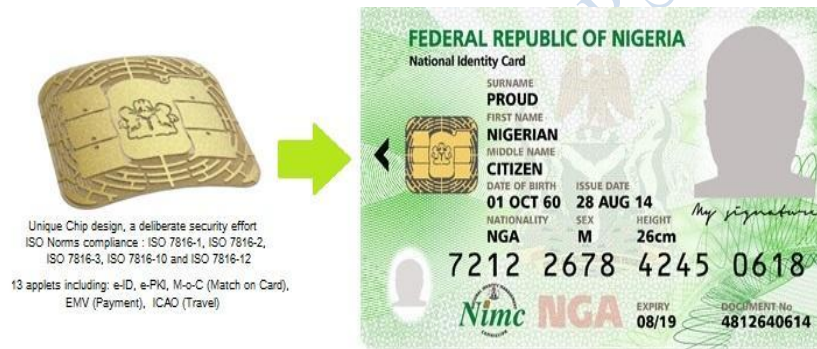 Unique Chip design, a deliberate security effort
ISO Norms compliance : ISO 7816-1, ISO 7816-2,
ISO 7816-3, ISO 7816-10 and ISO 7816-12
13 applets including: e-ID, e-PKI, M-o-C (Match on Card),
EMV (Payment), ICAO (Travel)
FEDERAL REPUBLIC OF NIGERIA
National Identity Card
SURNAME
PROUD
FIRST NAME
NIGERIAN
MIDDLE NAME
CITIZEN
DATE OF BIRTH ISSUE DATE
01 OCT 60 28 AUG 14
NATIONALITY SEX HEIGHT
NGA M 26cm
My signature
7212 2678 4245 0618
Nimc NGA
EXPIRY DOCUMENT No
08/19 4812640614